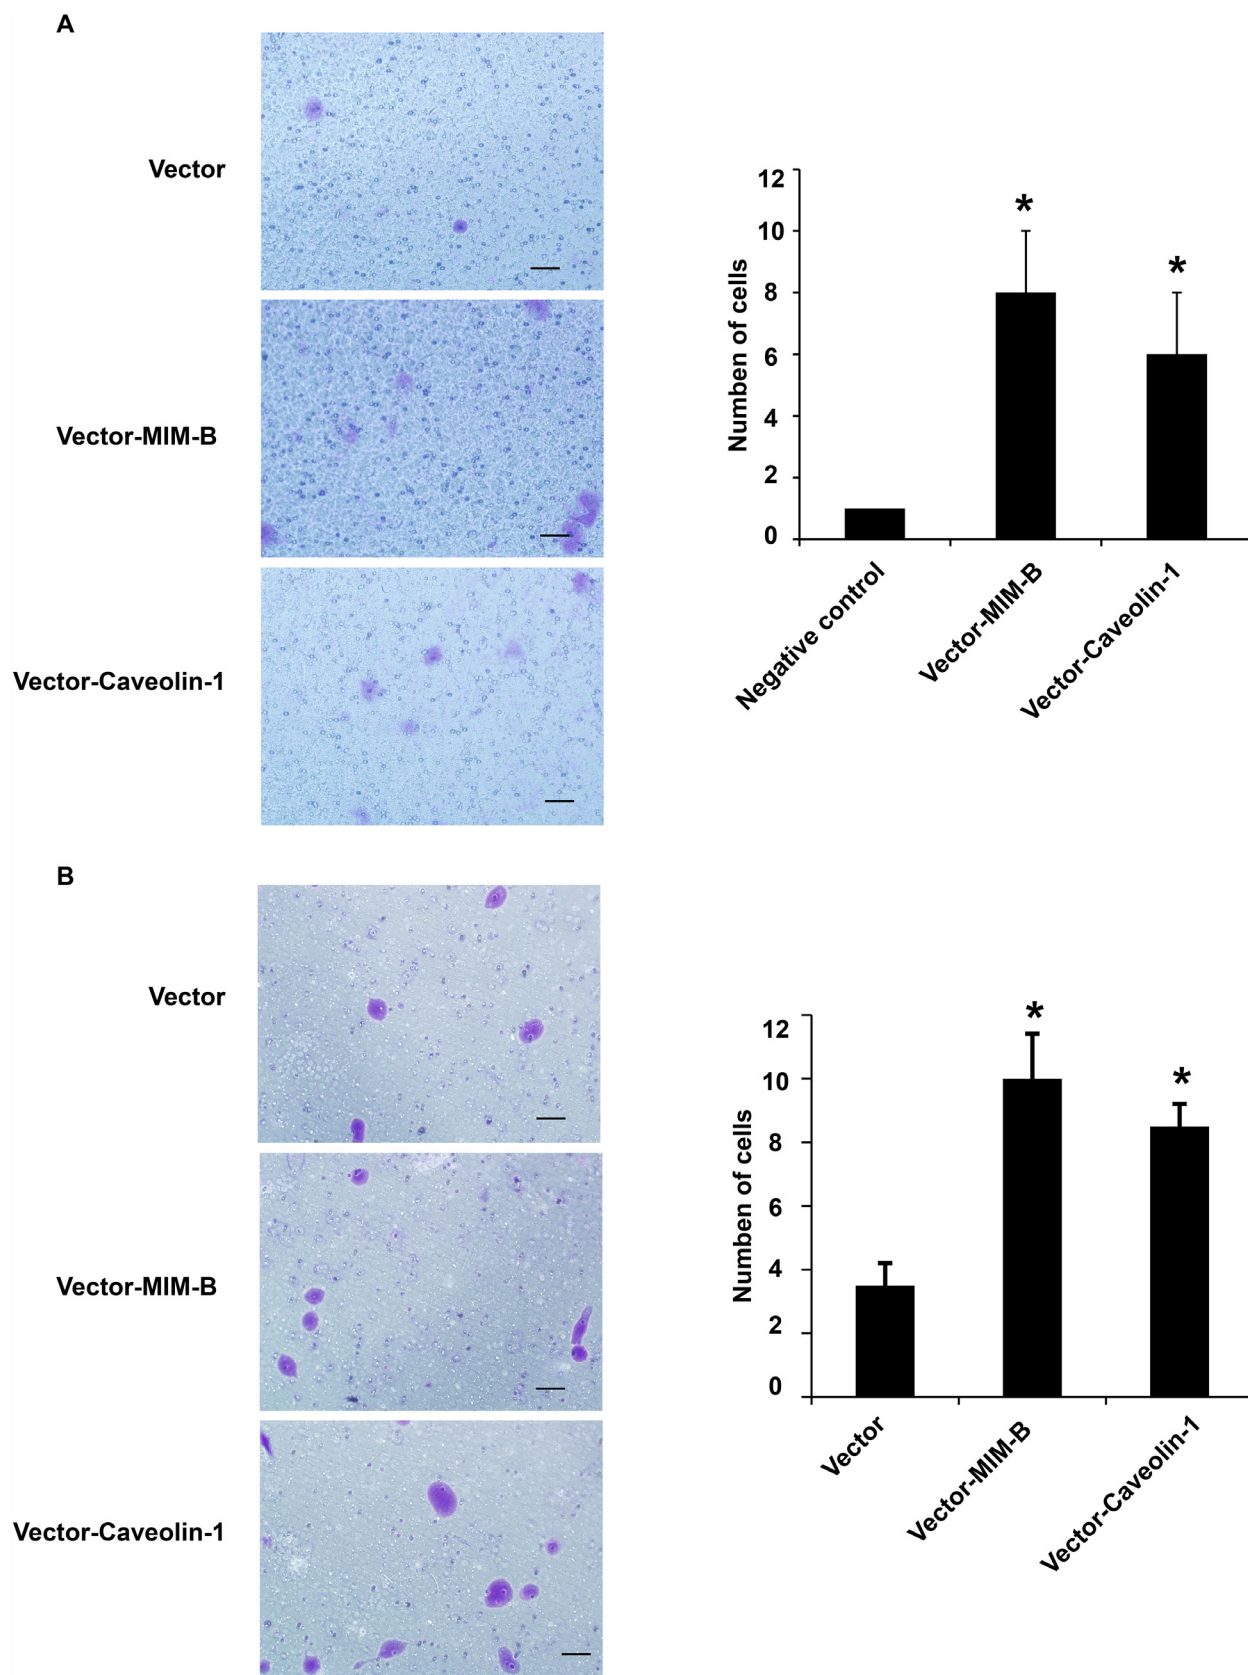 A
Vector
Vector-MIM-B
Vector-Caveolin-1
Numben of cells
12
10
8
6
4
2
0
*
*
Negative control
Vector-MIM-B
Vector-Caveolin-1
B
Vector
Vector-MIM-B
Vector-Caveolin-1
Numben of cells
12
10
8
6
4
2
0
*
*
Vector
Vector-MIM-B
Vector-Caveolin-1